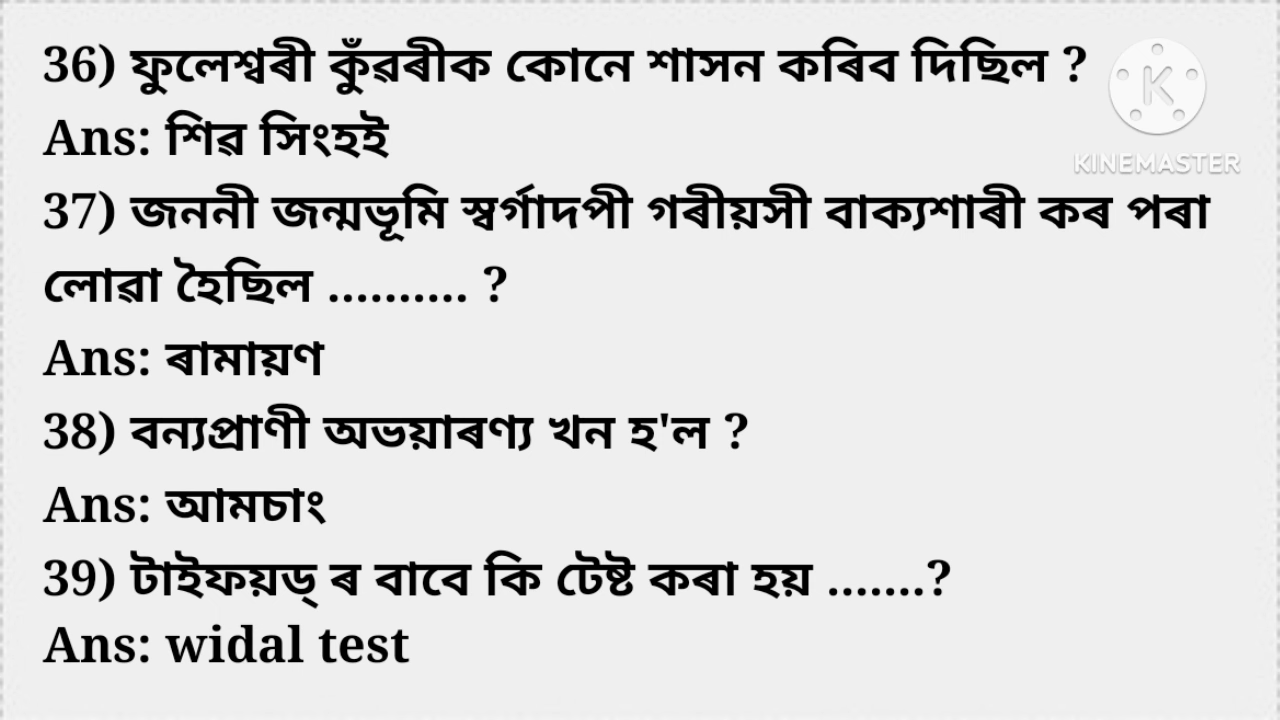 36) ফুলেশ্বৰী কুঁৱৰীক কোনে শাসন কৰিব দিছিল ?
Ans: শিৱ সিংহই
KINEMASTER
37) জননী জন্মভূমি স্বৰ্গাদপী গৰীয়সী বাক্যশাৰী কৰ পৰা
লোৱা হৈছিল .......... ?
Ans: ৰামায়ণ
38) বন্যপ্ৰাণী অভয়াৰণ্য খন হ'ল ?
Ans: আমচাং
39) টাইফয়ড্ ৰ বাবে কি টেষ্ট কৰা হয় .......?
Ans: widal test